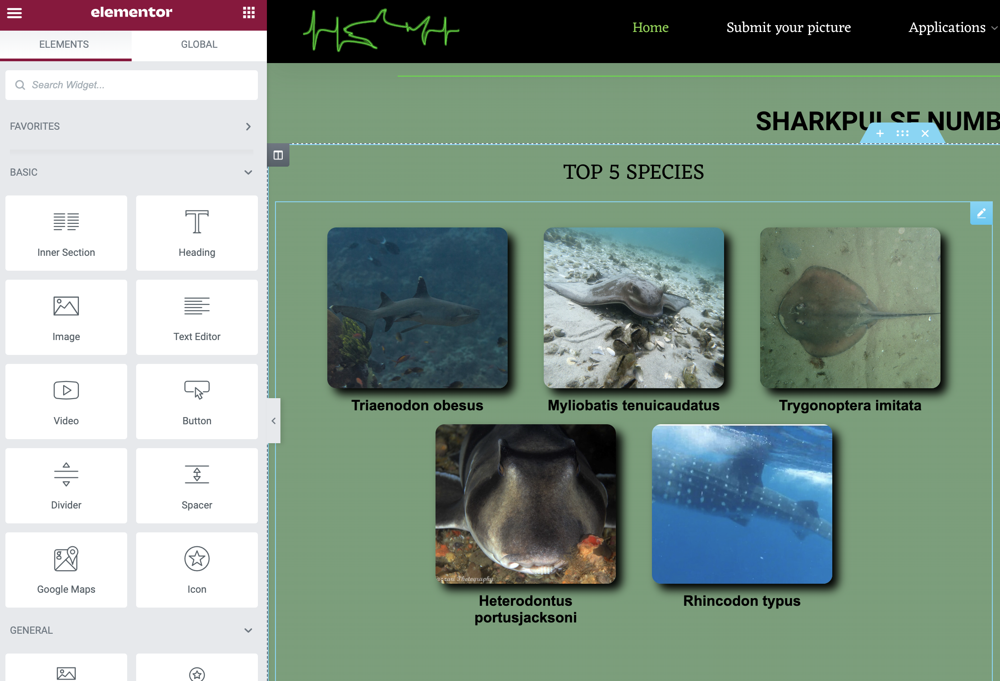 elementor
ELEMENTS
GLOBAL
Search Widget...
FAVORITES
BASIC
Inner Section
Heading
Image
Text Editor
Video
Button
Divider
Spacer
Google Maps
Icon
GENERAL
Home
Submit your picture
Applications
SHARKPULSE NUMB
TOP 5 SPECIES
Triaenodon obesus
Myliobatis tenuicaudatus
Trygonoptera imitata
azzari Photography
Heterodontus
portusjacksoni
Rhincodon typus